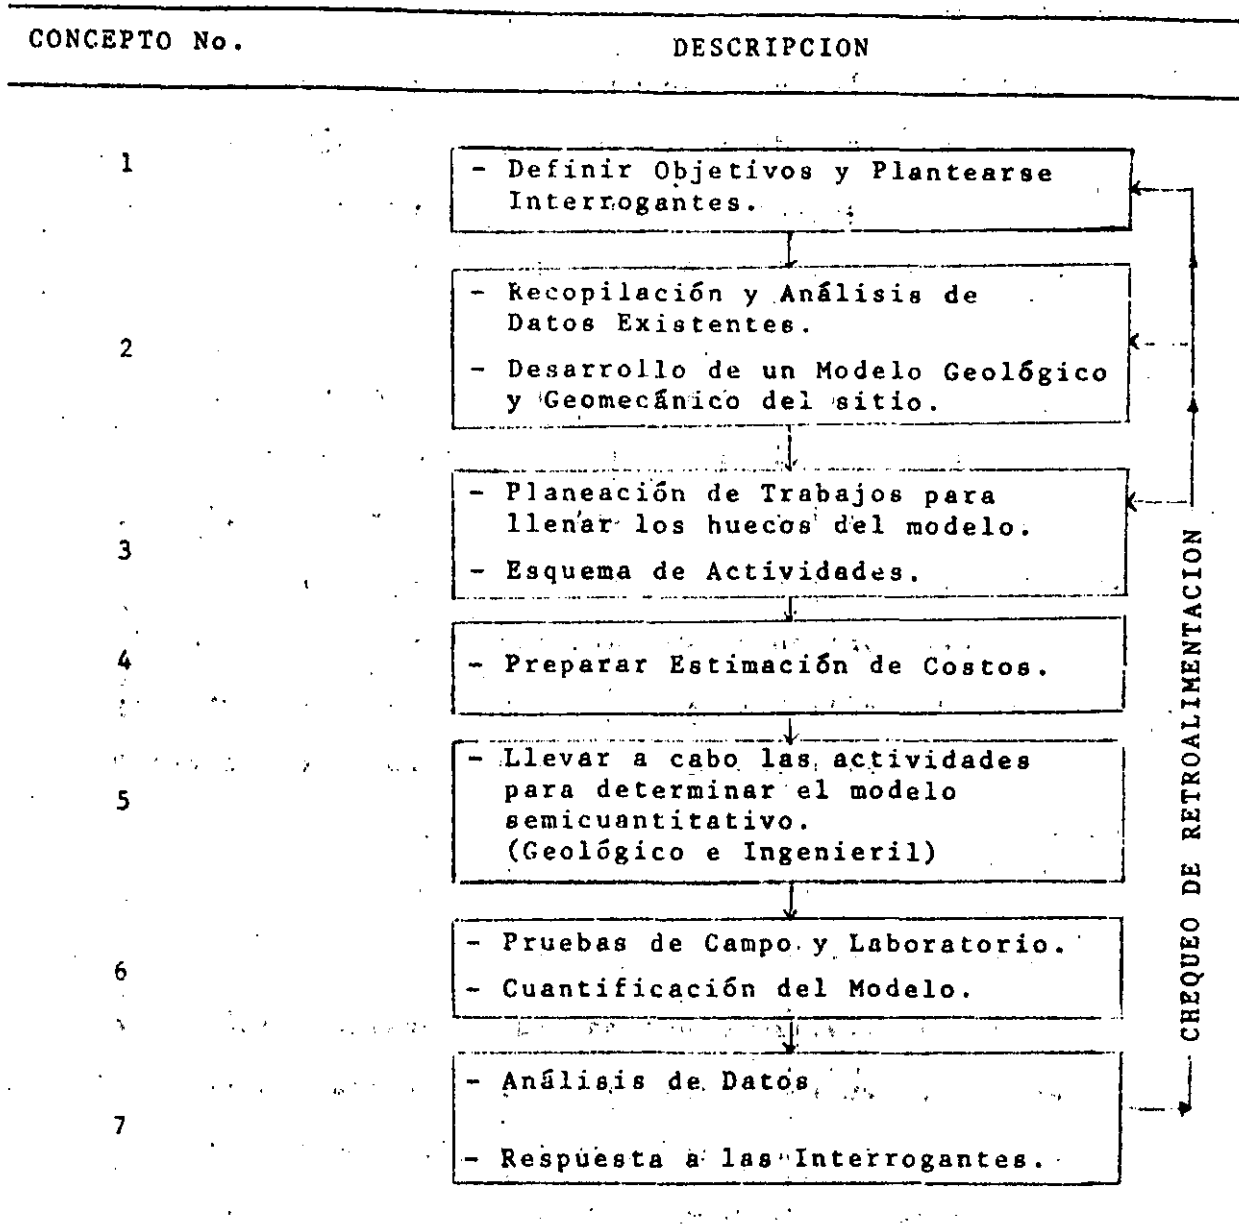 CONCEPTO No. DESCRIPCION
1
- Definir Objetivos y Plantearse
Interrogantes.
- Recopilación y Análisis de
Datos Existentes.
2
- Desarrollo de un Modelo Geológico
y Geomecánico del sitio.
- Planeación de Trabajos para
llenar los huecos del modelo.
3
- Esquema de Actividades.
4
- Preparar Estimación de Costos.
- Llevar a cabo las actividades
para determinar el modelo
5
semicuantitativo.
(Geológico e Ingenieril)
- Pruebas de Campo y Laboratorio.
6
- Cuantificación del Modelo.
- Análisis de Datos
7
- Respuesta a las Interrogantes.
CHEQUEO DE RETROALIMENTACION